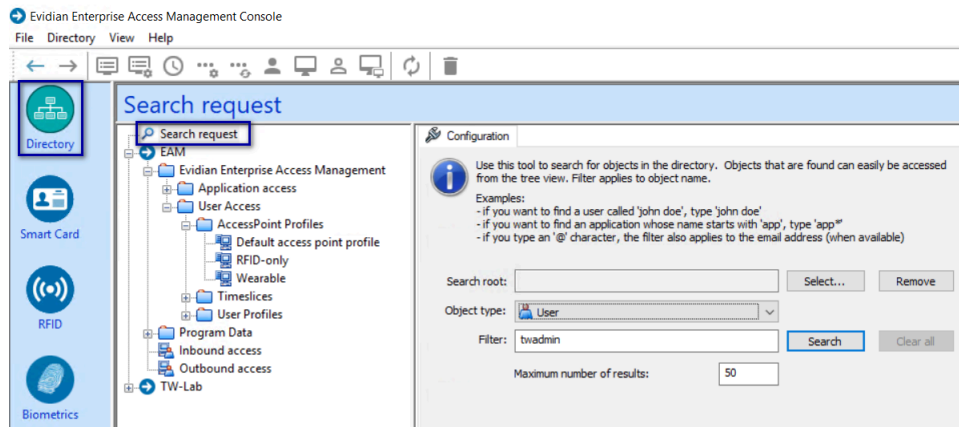 Evidian Enterprise Access Management Console
File Directory View Help
Directory
Smart Card
RFID
Biometrics
Search request
Search request
EAM
Evidian Enterprise Access Management
Application access
User Access
AccessPoint Profiles
Default access point profile
RFID-only
Wearable
Timeslices
User Profiles
Program Data
Inbound access
Outbound access
TW-Lab
Configuration
Use this tool to search for objects in the directory. Objects that are found can easily be accessed
from the tree view. Filter applies to object name.
Examples:
- if you want to find a user called 'john doe', type 'john doe'
- if you want to find an application whose name starts with 'app', type 'app*'
- if you type an '@' character, the filter also applies to the email address (when available)
Search root: Select... Remove
Object type: User
Filter: twadmin Search Clear all
Maximum number of results: 50